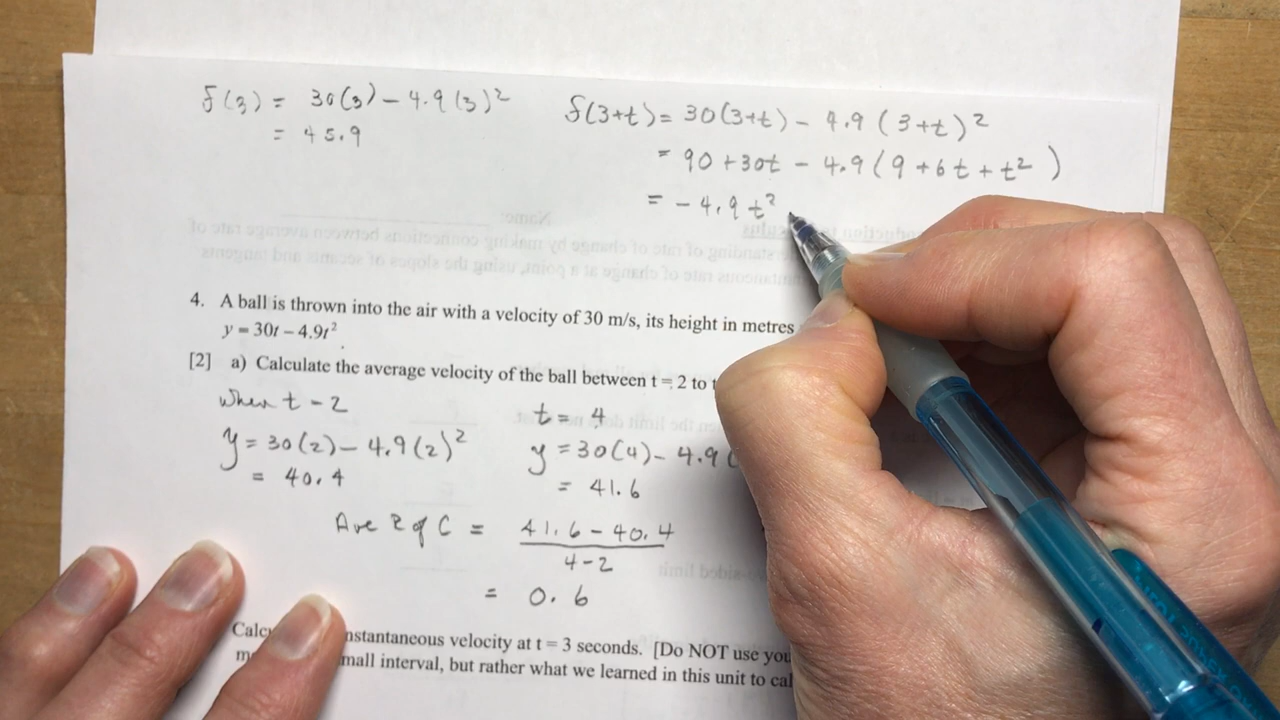 f(3) = 30(3) - 4.9(3)²
= 45.9
f(3+t) = 30(3+t) - 4.9(3+t)²
= 90 + 30t - 4.9(9 + 6t + t²)
= - 4.9t²
Name:
4. A ball is thrown into the air with a velocity of 30 m/s, its height in metres
y = 30t – 4.9t².
[2] a) Calculate the average velocity of the ball between t = 2 to t
When t - 2
y = 30(2) - 4.9(2)²
= 40.4
t = 4
y = 30(4) - 4.9(
= 41.6
Ave R of C = 41.6 - 40.4
4-2
= 0.6
nstantaneous velocity at t = 3 seconds. [Do NOT use you
mall interval, but rather what we learned in this unit to cal